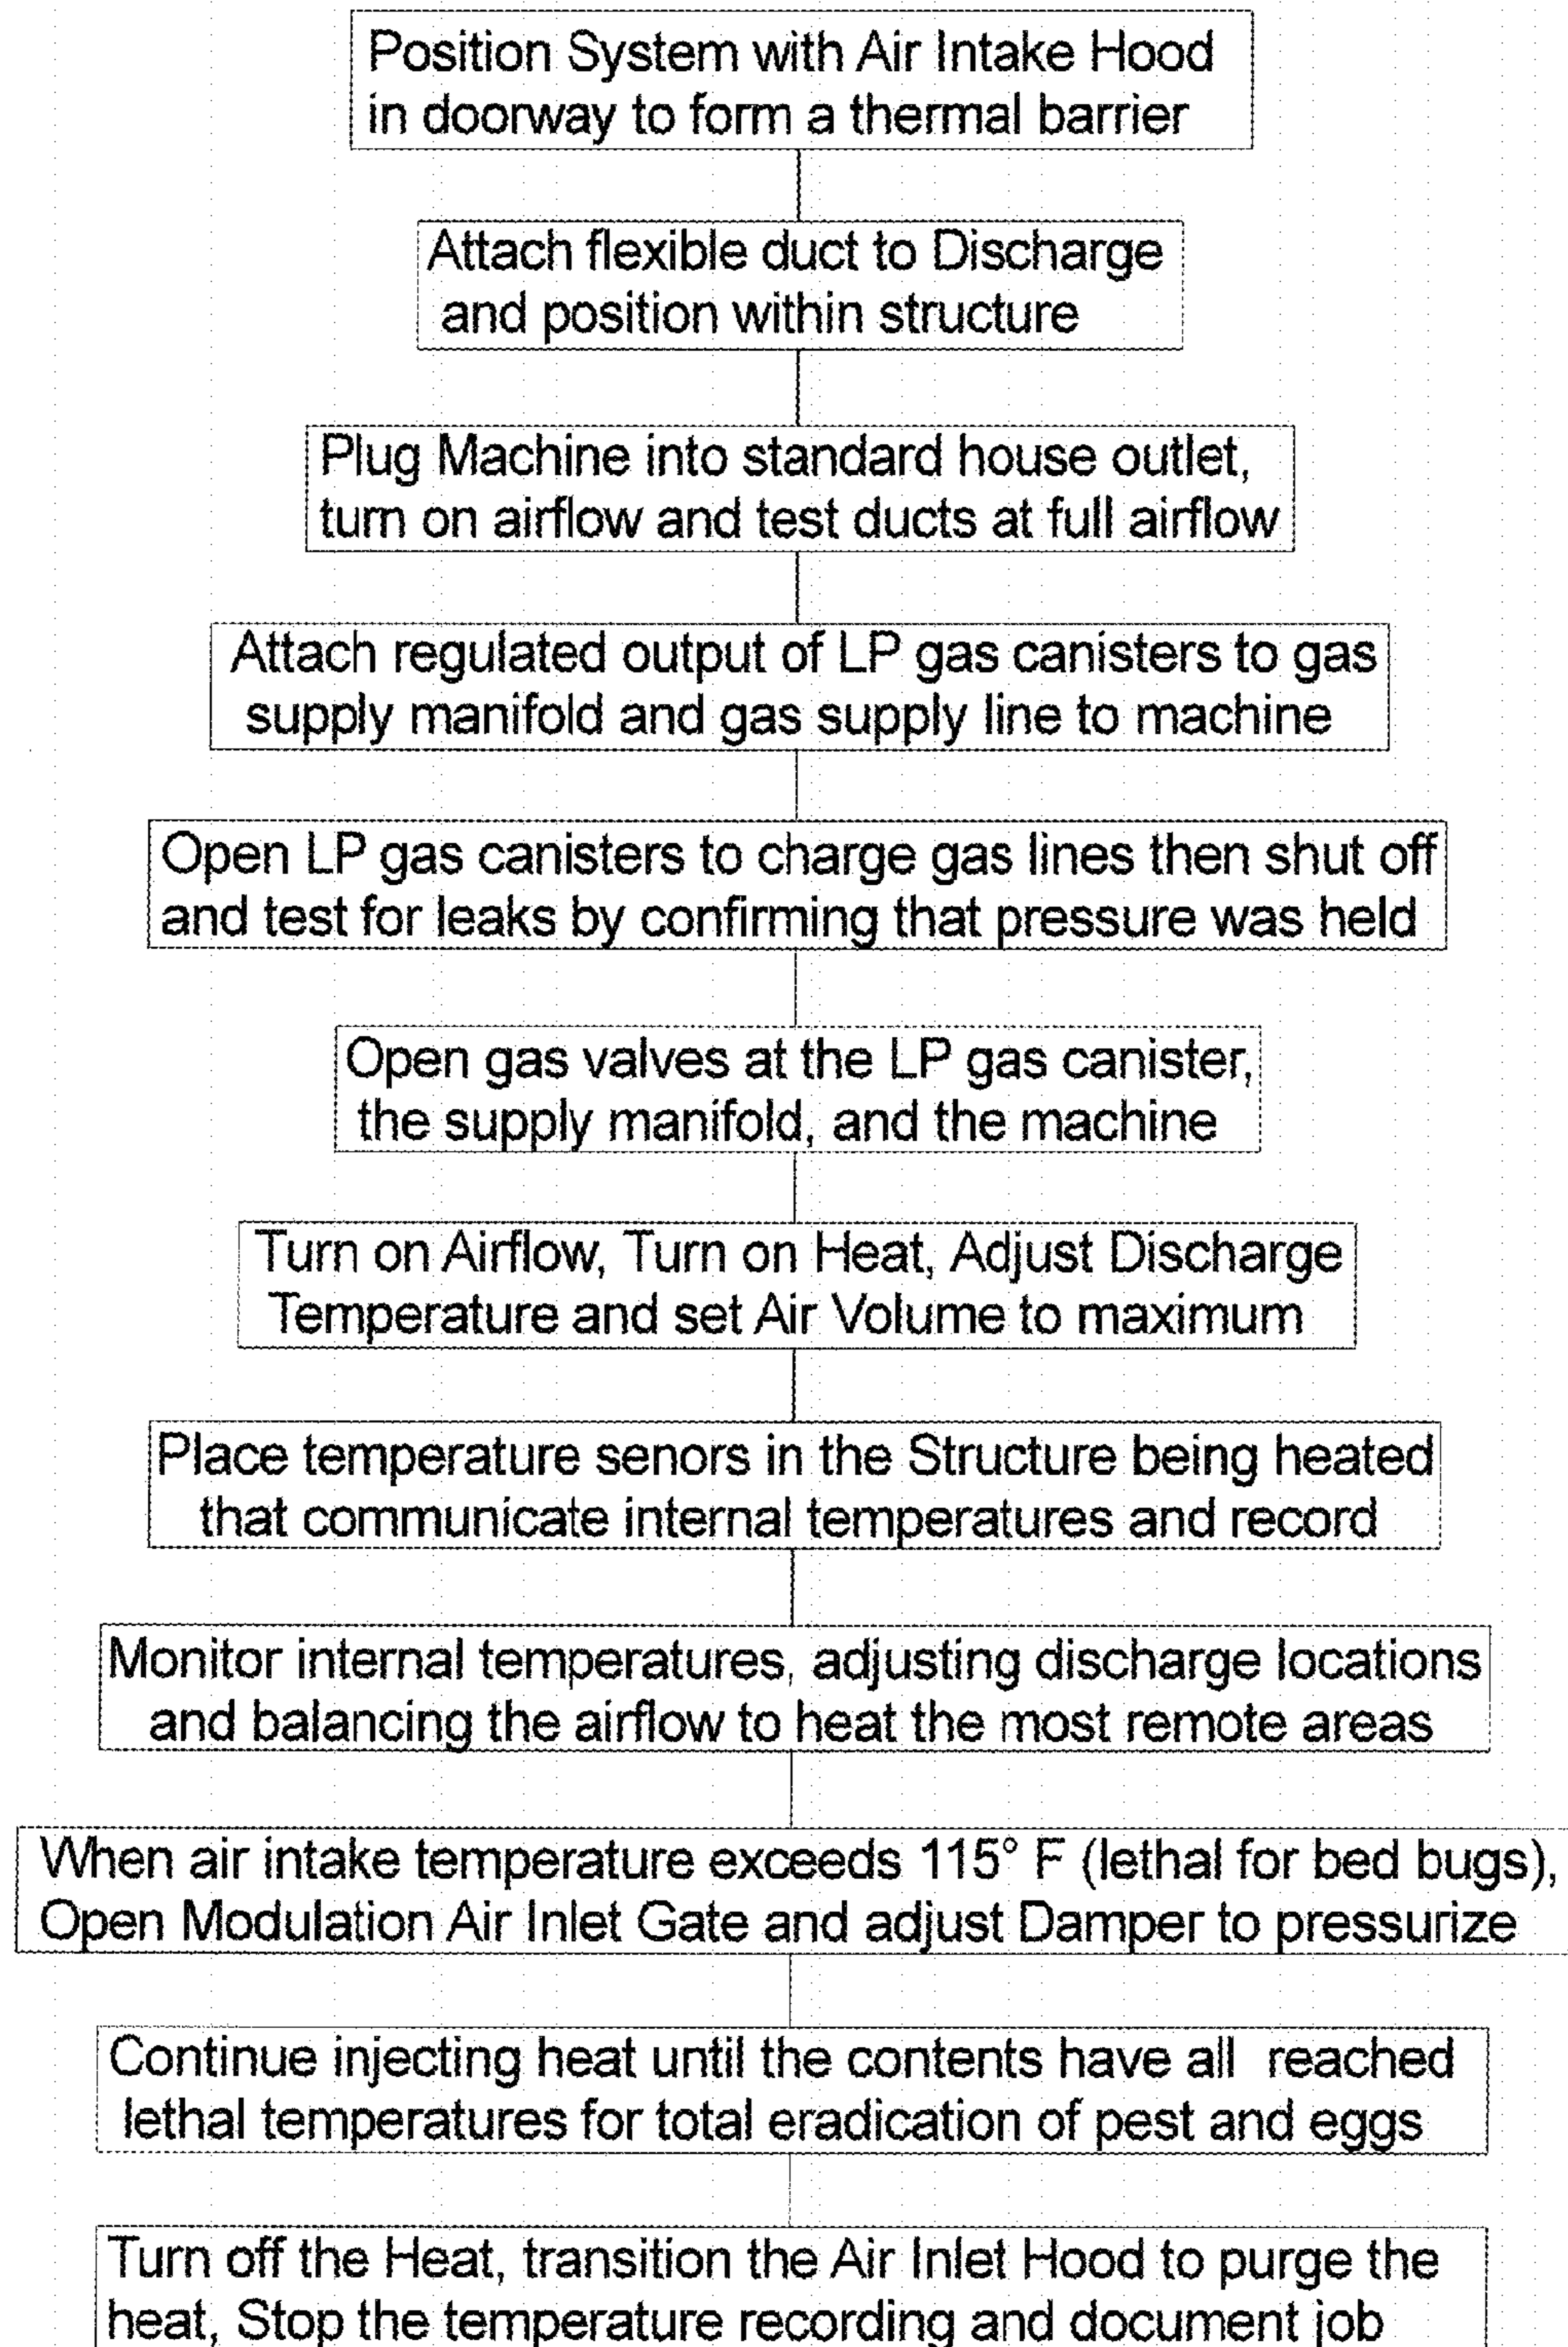 Position System with Air Intake Hood
in doorway to form a thermal barrier
Attach flexible duct to Discharge
and position within structure
Plug Machine into standard house outlet,
turn on airflow and test ducts at full airflow
Attach regulated output of LP gas canisters to gas
supply manifold and gas supply line to machine
Open LP gas canisters to charge gas lines then shut off
and test for leaks by confirming that pressure was held
Open gas valves at the LP gas canister,
the supply manifold, and the machine
Turn on Airflow, Turn on Heat, Adjust Discharge
Temperature and set Air Volume to maximum
Place temperature senors in the Structure being heated
that communicate internal temperatures and record
Monitor internal temperatures, adjusting discharge locations
and balancing the airflow to heat the most remote areas
When air intake temperature exceeds 115° F (lethal for bed bugs),
Open Modulation Air Inlet Gate and adjust Damper to pressurize
Continue injecting heat until the contents have all reached
lethal temperatures for total eradication of pest and eggs
Turn off the Heat, transition the Air Inlet Hood to purge the
heat, Stop the temperature recording and document job